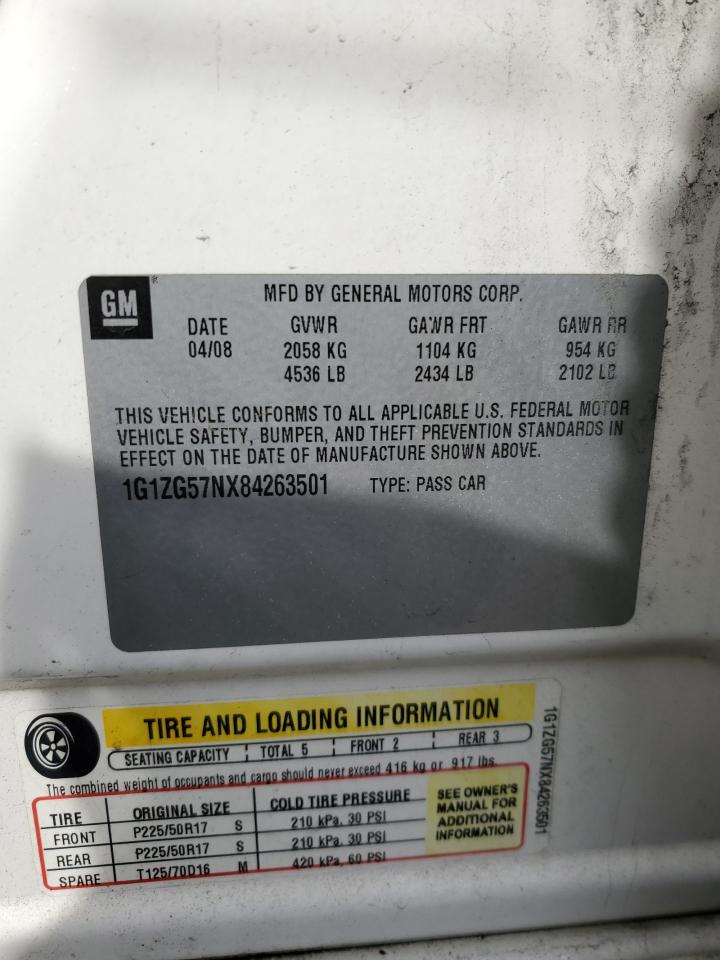 GM
MFD BY GENERAL MOTORS CORP.
DATE GVWR GAWR FRT GAWR RR
04/08 2058 KG 1104 KG 954 KG
4536 LB 2434 LB 2102 LB
THIS VEHICLE CONFORMS TO ALL APPLICABLE U.S. FEDERAL MOTOR
VEHICLE SAFETY, BUMPER, AND THEFT PREVENTION STANDARDS IN
EFFECT ON THE DATE OF MANUFACTURE SHOWN ABOVE.
1G1ZG57NX84263501 TYPE: PASS CAR
TIRE AND LOADING INFORMATION
SEATING CAPACITY TOTAL 5 FRONT 2 REAR 3
The combined weight of occupants and cargo should never exceed 416 kg or 917 lbs.
TIRE ORIGINAL SIZE COLD TIRE PRESSURE
FRONT P225/50R17 S 210 kPa, 30 PSI
REAR P225/50R17 S 210 kPa, 30 PSI
SPARE T125/70D16 M 420 kPa, 60 PSI
SEE OWNER'S
MANUAL FOR
ADDITIONAL
INFORMATION
1G1ZG57NX84263501